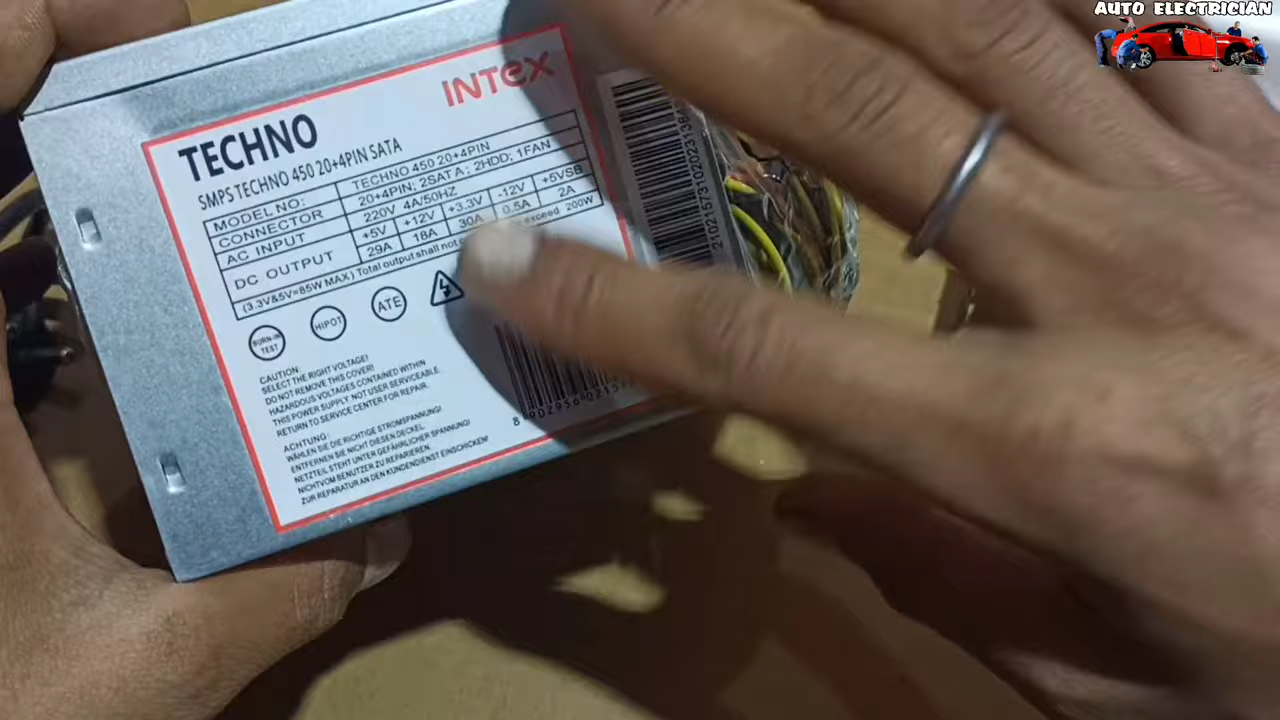 AUTO ELECTRICIAN
INTEX
TECHNO
SMPS TECHNO 450 20+4PIN SATA
MODEL NO: TECHNO 450 20+4PIN
CONNECTOR 20+4PIN; 2SATA; 2HDD; 1FAN
AC INPUT 220V 4A/50HZ
DC OUTPUT +5V +12V +3.3V -12V +5VSB
29A 18A 30A 0.5A 2A
(3.3V&5V=85W MAX) Total output shall not exceed 200W
BURN-IN TEST
HIPOT
ATE
CAUTION:
SELECT THE RIGHT VOLTAGE!
DO NOT REMOVE THIS COVER!
HAZARDOUS VOLTAGES CONTAINED WITHIN
THIS POWER SUPPLY NOT USER SERVICEABLE.
RETURN TO SERVICE CENTER FOR REPAIR.
ACHTUNG:
WÄHLEN SIE DIE RICHTIGE STROMSPANNUNG!
ENTFERNEN SIE NICHT DIESEN DECKEL.
NETZTEIL STEHT UNTER GEFÄHRLICHER SPANNUNG!
NICHTVOM BENUTZER ZU REPARIEREN.
ZUR REPARATUR AN DEN KUNDENDIENST EINSCHICKEN!